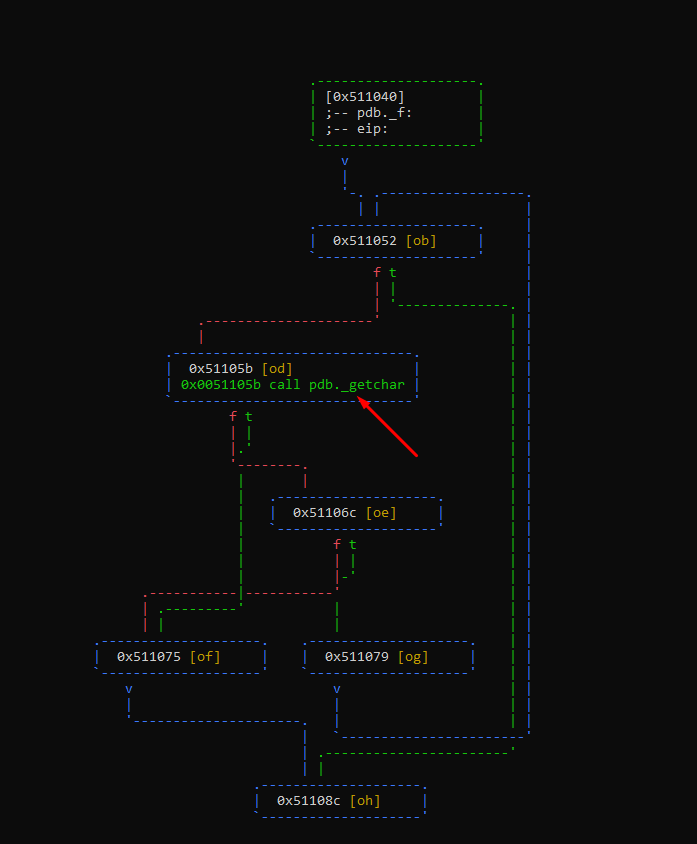 [0x511040]
;-- pdb._f:
;-- eip:
v
0x511052 [ob]
f t
0x51105b [od]
0x0051105b call pdb._getchar
f t
0x51106c [oe]
f t
0x511075 [of] 0x511079 [og]
v v
0x51108c [oh]